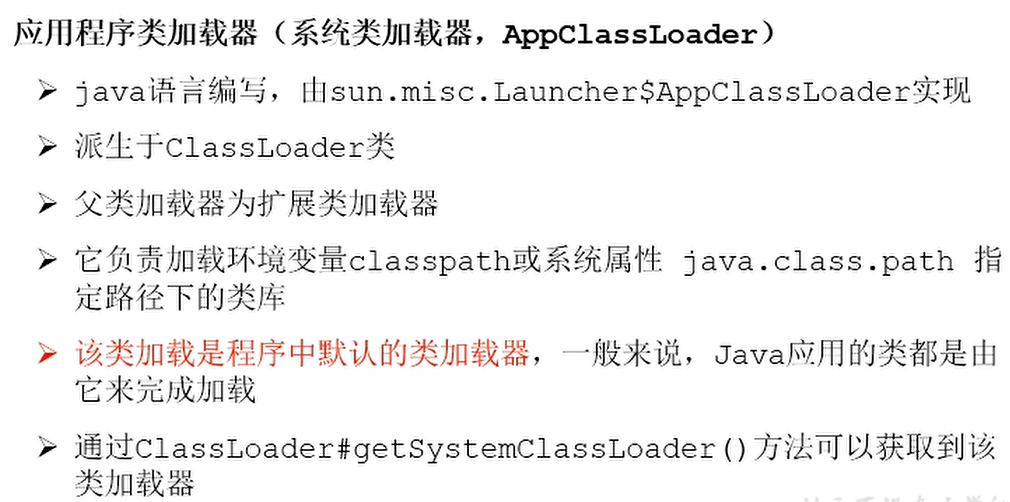 应用程序类加载器（系统类加载器，AppClassLoader）
➢ java语言编写，由sun.misc.Launcher$AppClassLoader实现
➢ 派生于ClassLoader类
➢ 父类加载器为扩展类加载器
➢ 它负责加载环境变量classpath或系统属性 java.class.path 指
定路径下的类库
➢ 该类加载是程序中默认的类加载器，一般来说，Java应用的类都是由
它来完成加载
➢ 通过ClassLoader#getSystemClassLoader()方法可以获取到该
类加载器